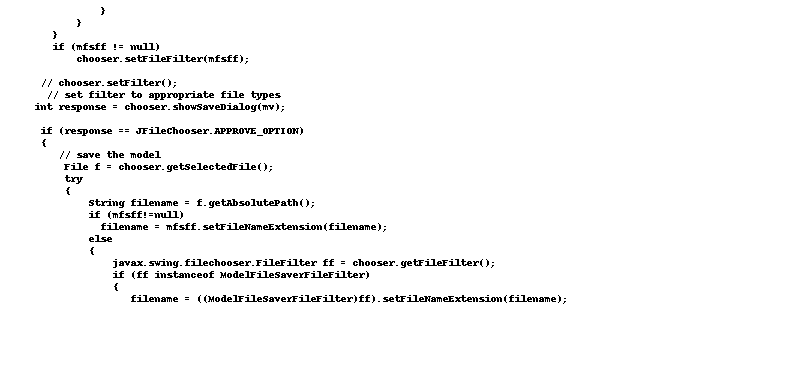 }
}
}
if (mfsff != null)
chooser.setFileFilter(mfsff);
// chooser.setFilter();
// set filter to appropriate file types
int response = chooser.showSaveDialog(mv);
if (response == JFileChooser.APPROVE_OPTION)
{
// save the model
File f = chooser.getSelectedFile();
try
{
String filename = f.getAbsolutePath();
if (mfsff!=null)
filename = mfsff.setFileNameExtension(filename);
else
{
javax.swing.filechooser.FileFilter ff = chooser.getFileFilter();
if (ff instanceof ModelFileSaverFileFilter)
{
filename = ((ModelFileSaverFileFilter)ff).setFileNameExtension(filename);